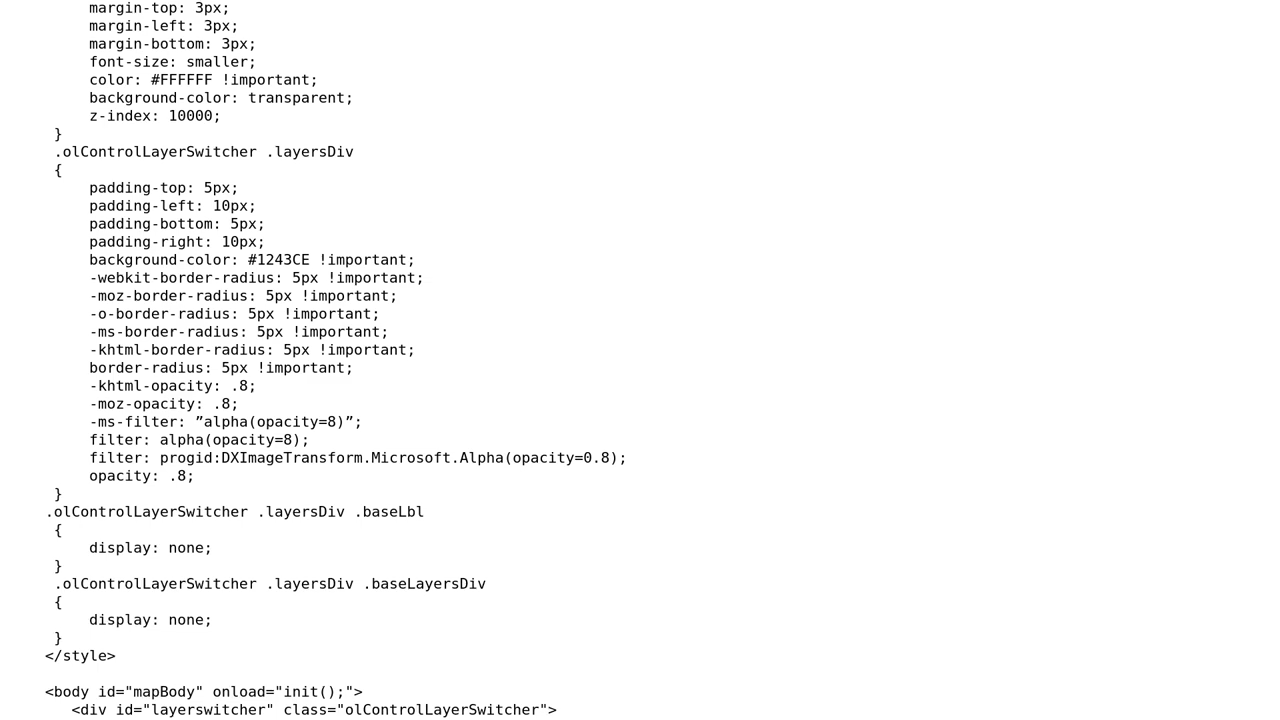 margin-top: 3px;
margin-left: 3px;
margin-bottom: 3px;
font-size: smaller;
color: #FFFFFF !important;
background-color: transparent;
z-index: 10000;
}
.olControlLayerSwitcher .layersDiv
{
padding-top: 5px;
padding-left: 10px;
padding-bottom: 5px;
padding-right: 10px;
background-color: #1243CE !important;
-webkit-border-radius: 5px !important;
-moz-border-radius: 5px !important;
-o-border-radius: 5px !important;
-ms-border-radius: 5px !important;
-khtml-border-radius: 5px !important;
border-radius: 5px !important;
-khtml-opacity: .8;
-moz-opacity: .8;
-ms-filter: ”alpha(opacity=8)”;
filter: alpha(opacity=8);
filter: progid:DXImageTransform.Microsoft.Alpha(opacity=0.8);
opacity: .8;
}
.olControlLayerSwitcher .layersDiv .baseLbl
{
display: none;
}
.olControlLayerSwitcher .layersDiv .baseLayersDiv
{
display: none;
}
</style>
<body id="mapBody" onload="init();">
<div id="layerswitcher" class="olControlLayerSwitcher">